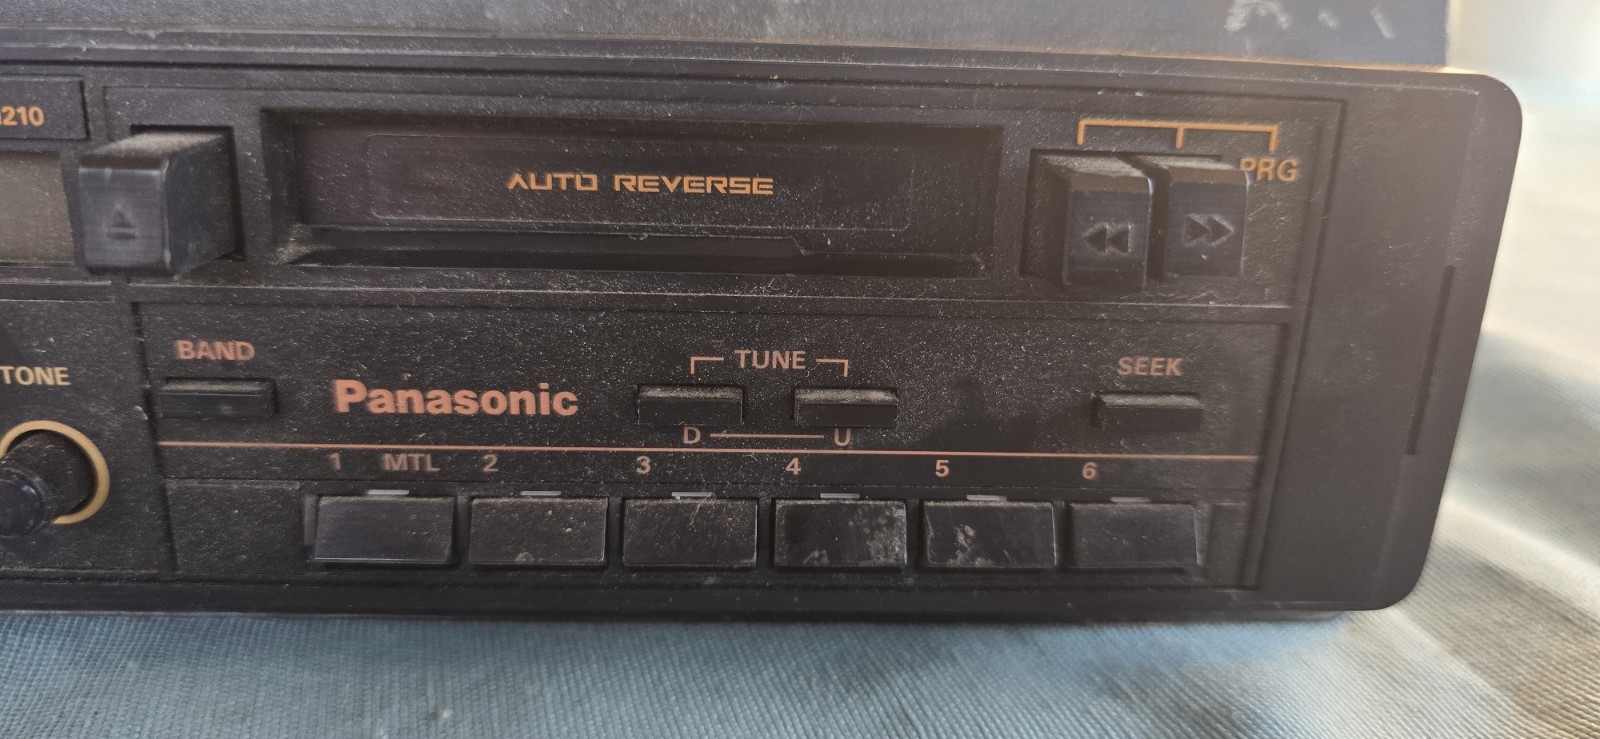 210
AUTO REVERSE
PRG
BAND
TUNE
SEEK
TONE
Panasonic
D U
1 MTL 2 3 4 5 6